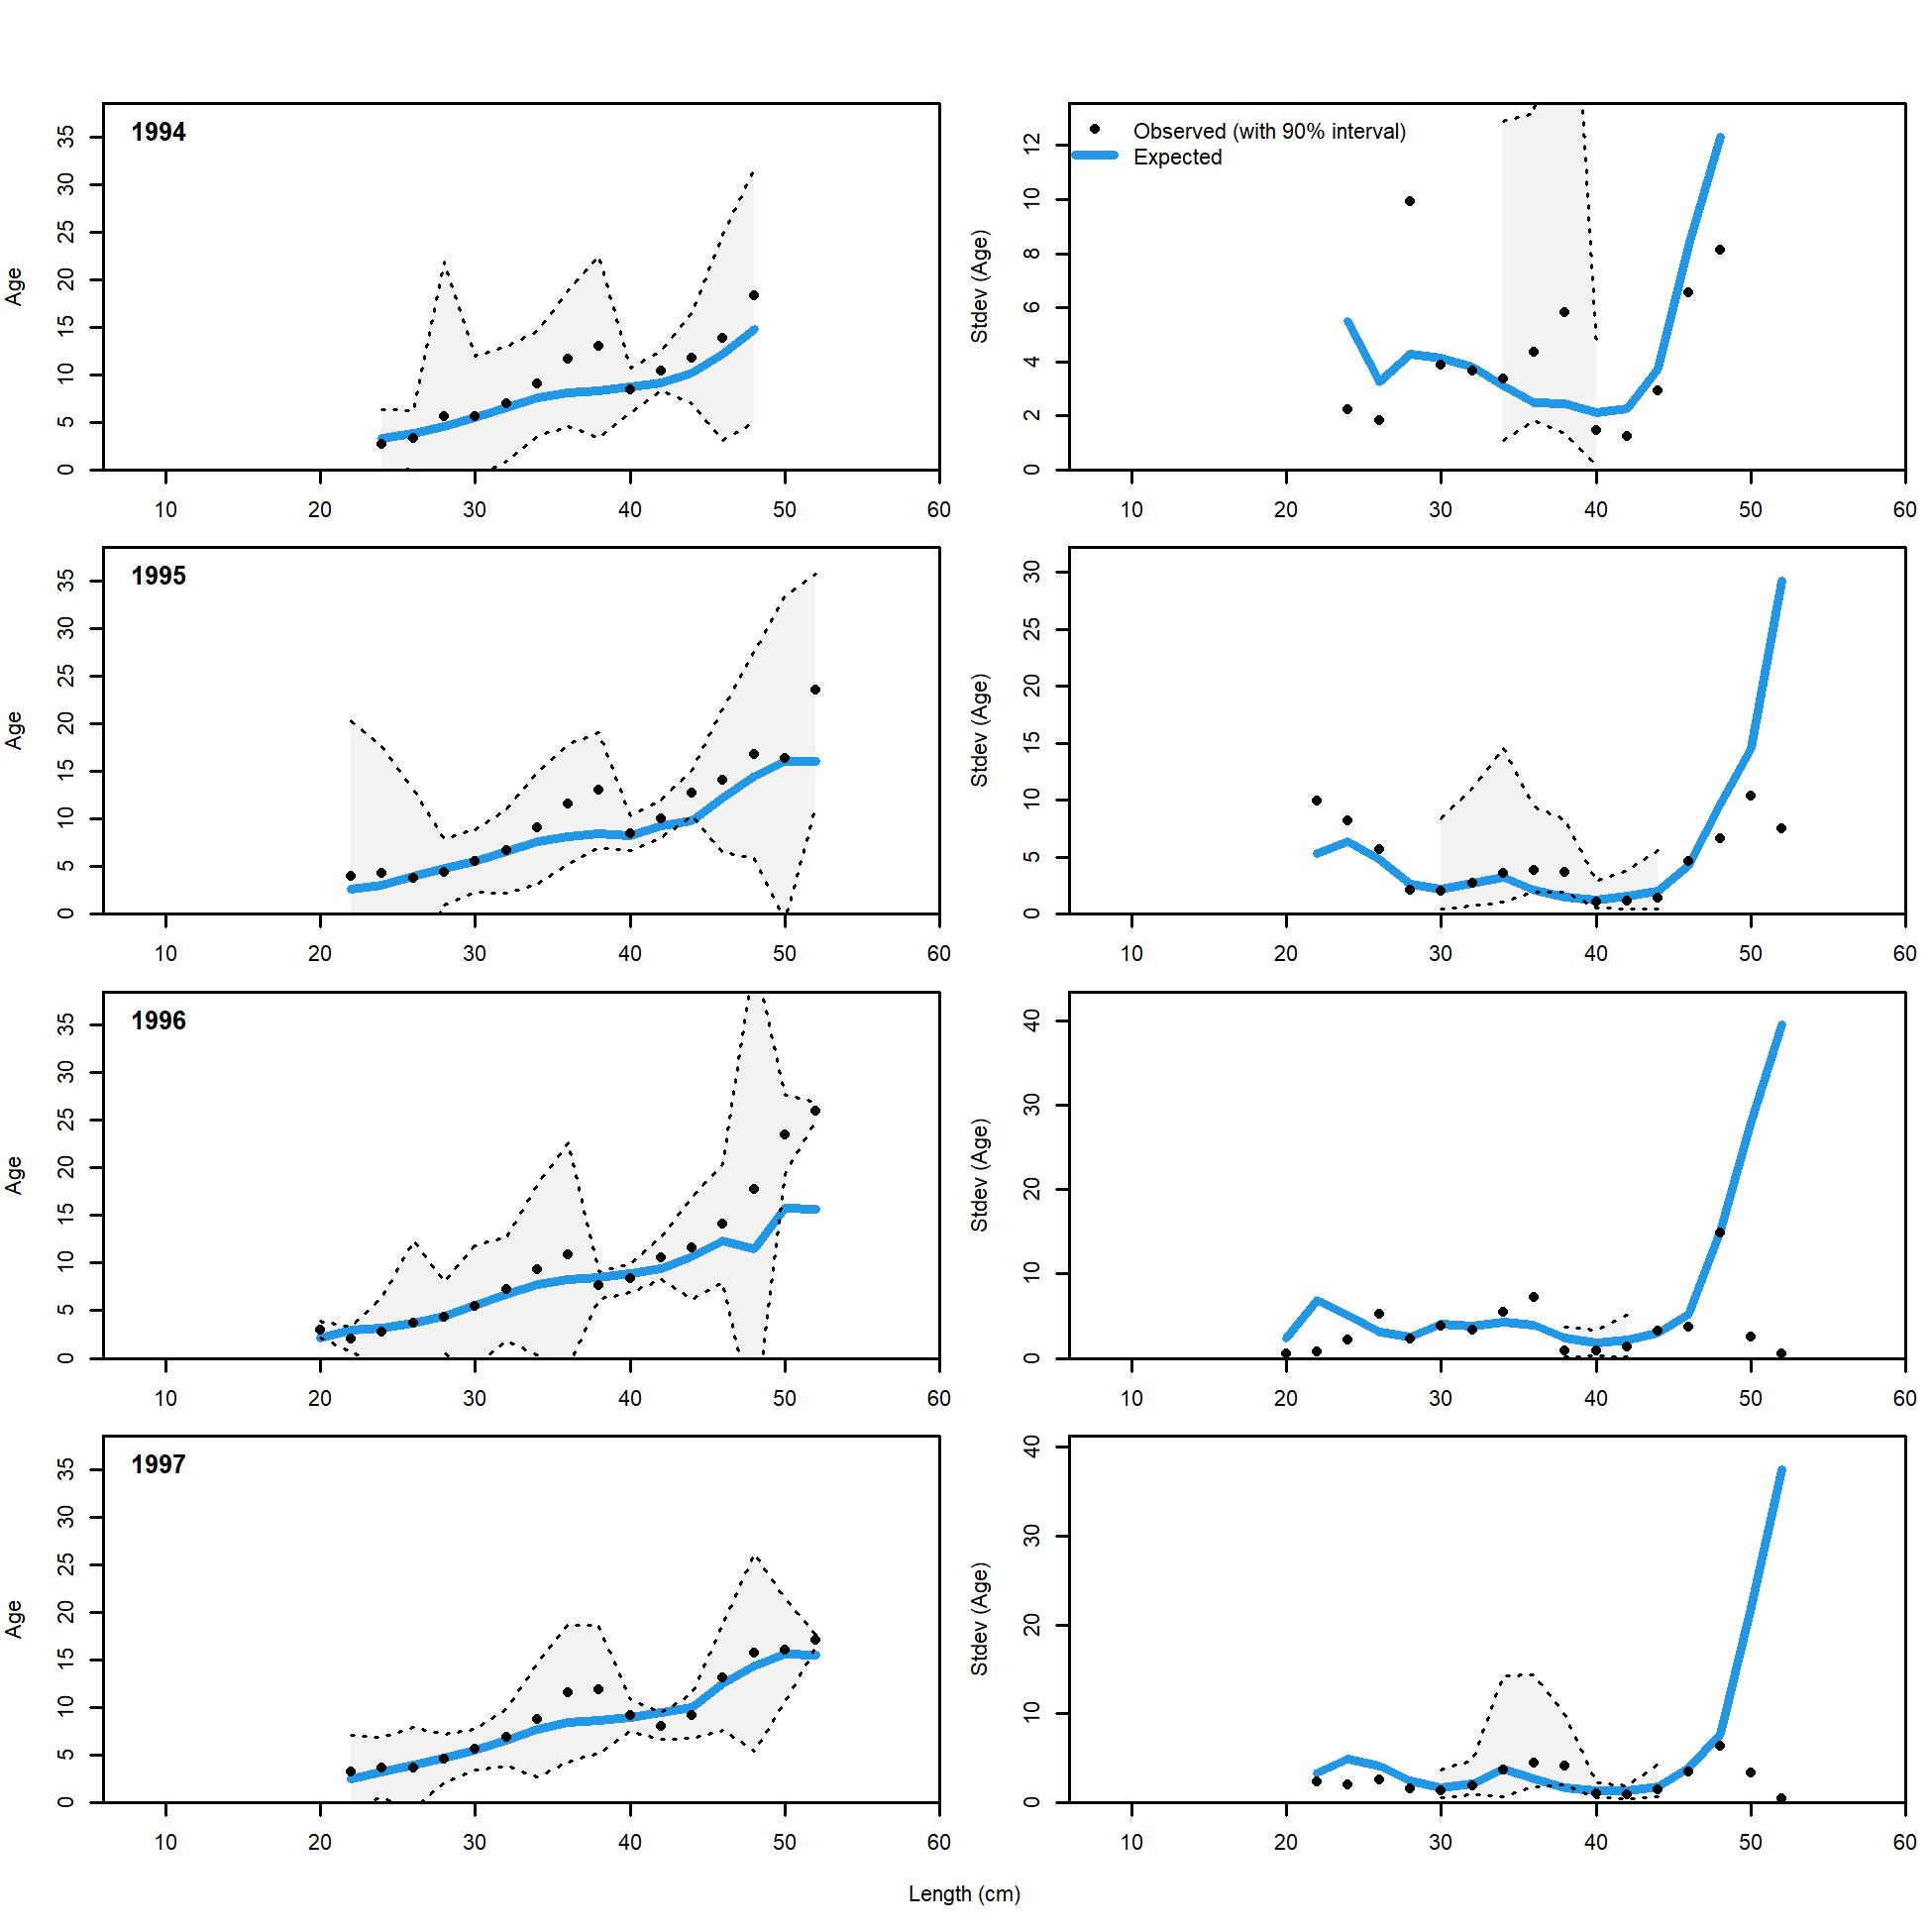 1994
Age
0 5 10 15 20 25 30 35
10 20 30 40 50 60
Observed (with 90% interval)
Expected
Stdev (Age)
0 2 4 6 8 10 12
10 20 30 40 50 60
1995
Age
0 5 10 15 20 25 30 35
10 20 30 40 50 60
Stdev (Age)
0 5 10 15 20 25 30
10 20 30 40 50 60
1996
Age
0 5 10 15 20 25 30 35
10 20 30 40 50 60
Stdev (Age)
0 10 20 30 40
10 20 30 40 50 60
1997
Age
0 5 10 15 20 25 30 35
10 20 30 40 50 60
Stdev (Age)
0 10 20 30 40
10 20 30 40 50 60
Length (cm)